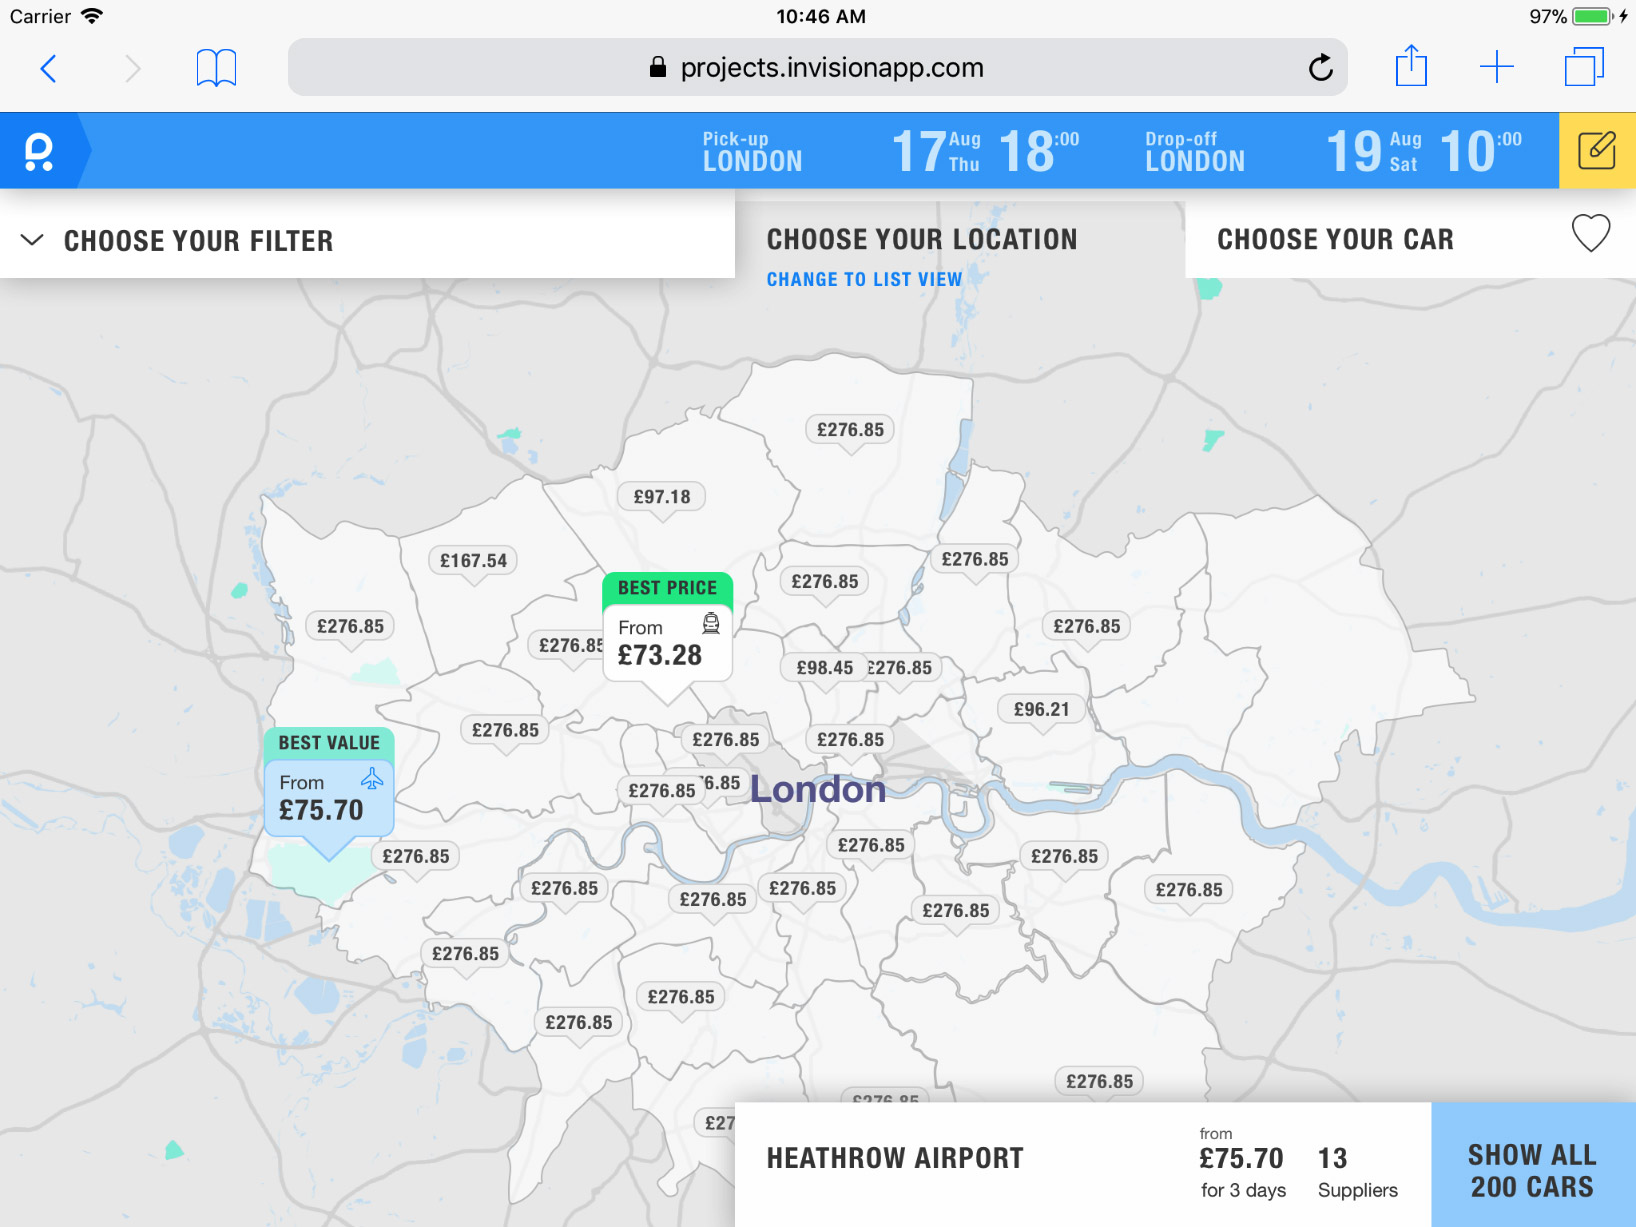 Carrier
10:46 AM
97%
projects.invisionapp.com
Pick-up
LONDON
17 Aug Thu
18:00
Drop-off
LONDON
19 Aug Sat
10:00
CHOOSE YOUR FILTER
CHOOSE YOUR LOCATION
CHANGE TO LIST VIEW
CHOOSE YOUR CAR
£276.85
£97.18
£167.54
£276.85
£276.85
BEST PRICE
From
£73.28
£276.85
£276.85
£276.85
£98.45
£276.85
£96.21
£276.85
£276.85
£276.85
BEST VALUE
From
£75.70
£276.85
6.85
London
£276.85
£276.85
£276.85
£276.85
£276.85
£276.85
£276.85
£276.85
£276.85
£276.85
£276.85
£276.85
£276.85
£27
HEATHROW AIRPORT
from
£75.70
for 3 days
13
Suppliers
SHOW ALL
200 CARS